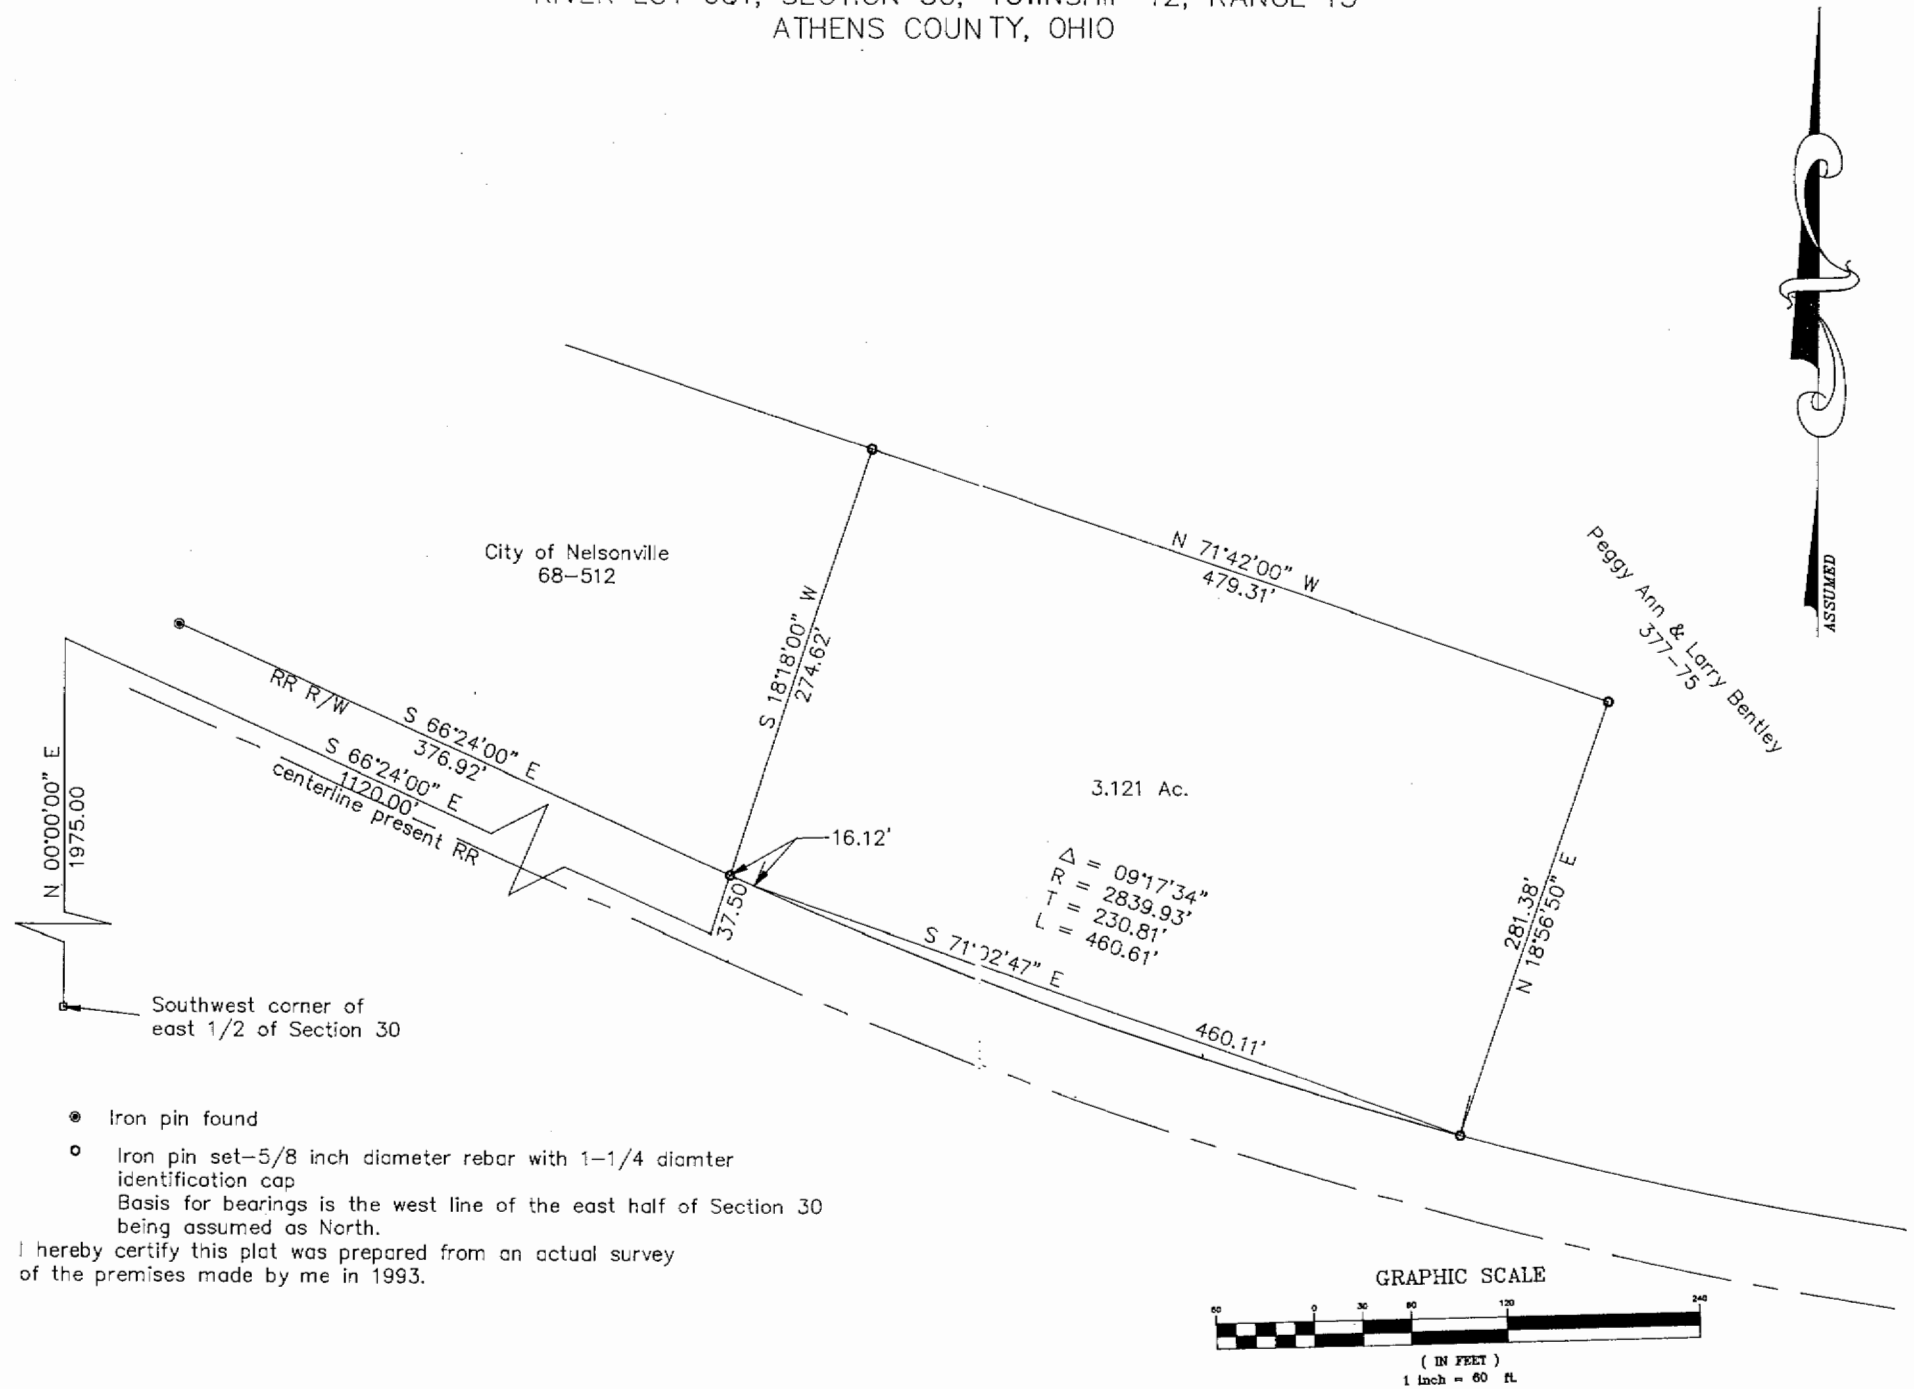 ATHENS COUNTY, OHIO
N 71°42'00" W
479.31'
City of Nelsonville
68-512
Peggy Ann & Larry Bentley
377-75
ASSUMED
S 18°18'00" W
274.62'
RR R/W
S 66°24'00" E
376.92'
S 66°24'00" E
1120.00'
centerline present RR
N 00°00'00" E
1975.00
3.121 Ac.
16.12'
37.50
Δ = 09°17'34"
R = 2839.93'
T = 230.81'
L = 460.61'
281.38'
N 18°56'50" E
S 71°02'47" E
460.11'
Southwest corner of
east 1/2 of Section 30
Iron pin found
Iron pin set-5/8 inch diameter rebar with 1-1/4 diamter
identification cap
Basis for bearings is the west line of the east half of Section 30
being assumed as North.
I hereby certify this plat was prepared from an actual survey
of the premises made by me in 1993.
GRAPHIC SCALE
60 0 30 60 120 240
( IN FEET )
1 inch = 60 ft.